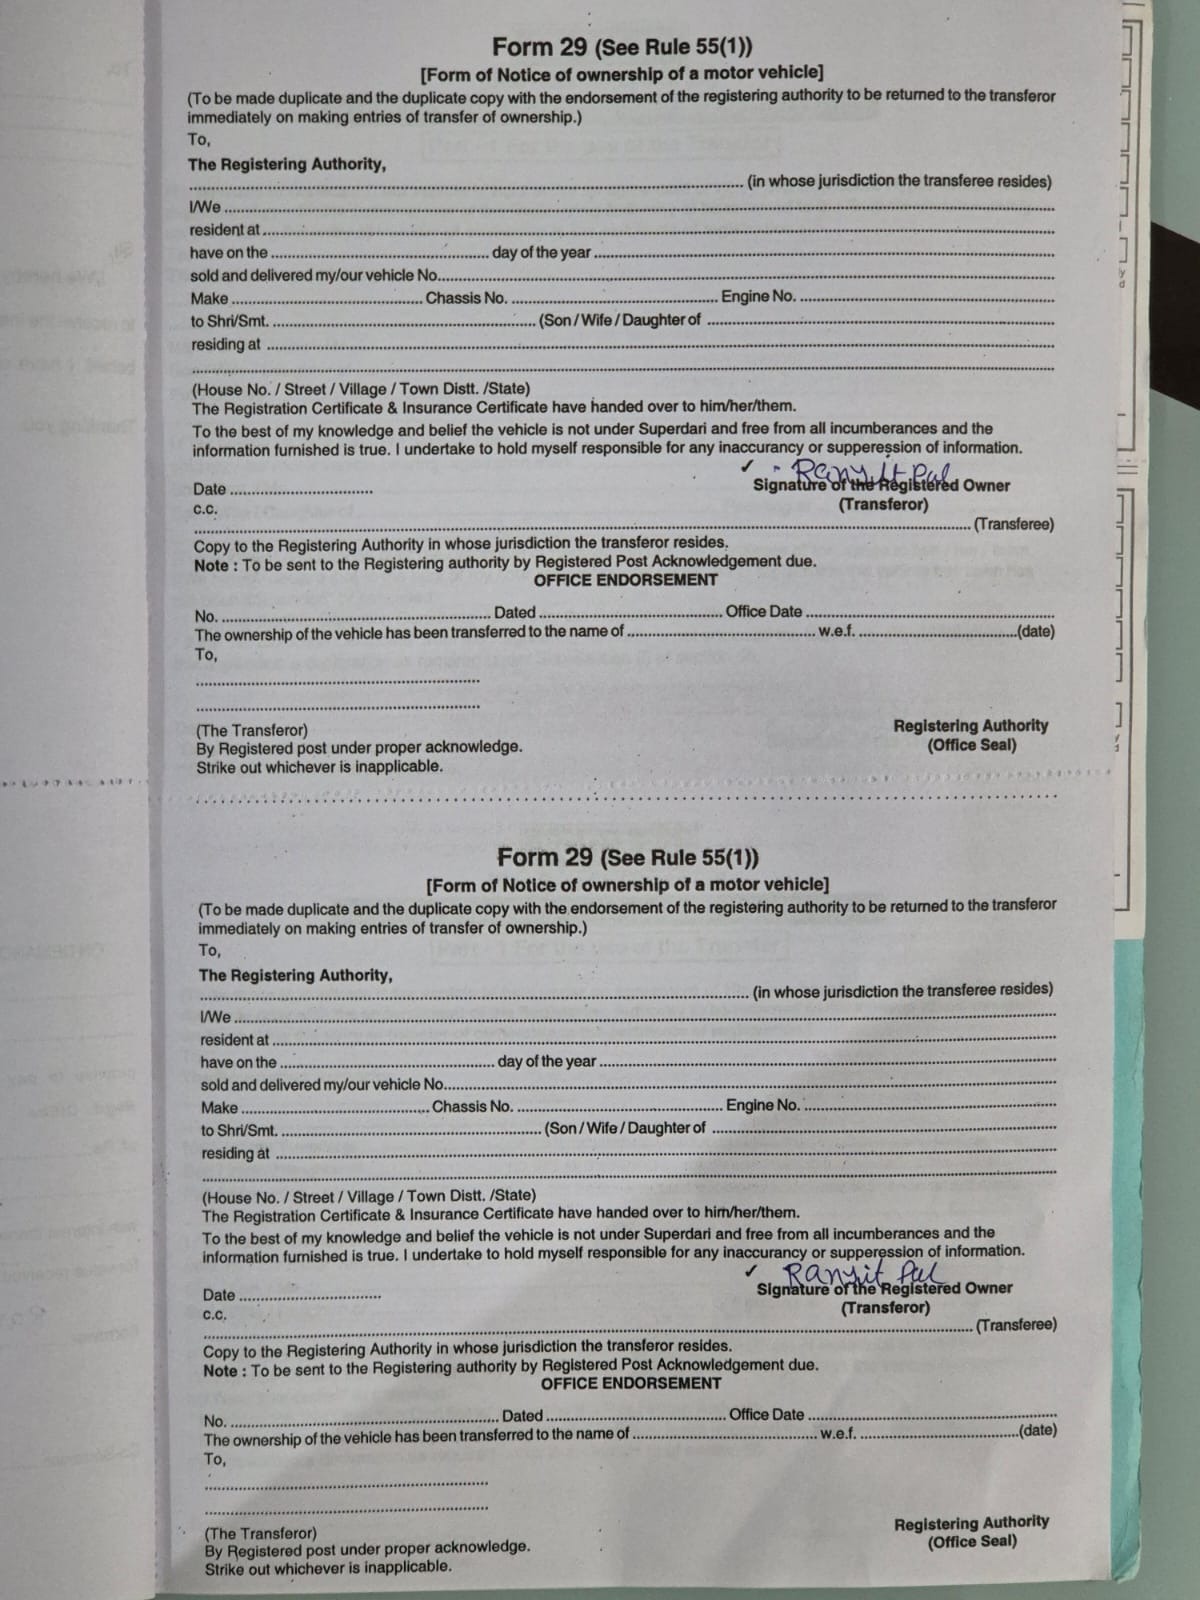 Form 29 (See Rule 55(1))
[Form of Notice of ownership of a motor vehicle]
(To be made duplicate and the duplicate copy with the endorsement of the registering authority to be returned to the transferor
immediately on making entries of transfer of ownership.)
To,
The Registering Authority,
(in whose jurisdiction the transferee resides)
I/We
resident at
have on the day of the year
sold and delivered my/our vehicle No.
Make Chassis No. Engine No.
to Shri/Smt. (Son / Wife / Daughter of
residing at
(House No. / Street / Village / Town Distt. /State)
The Registration Certificate & Insurance Certificate have handed over to him/her/them.
To the best of my knowledge and belief the vehicle is not under Superdari and free from all incumberances and the
information furnished is true. I undertake to hold myself responsible for any inaccurancy or supperession of information.
✓ Ranjit Pal
Date Signature of the Registered Owner
c.c. (Transferor)
(Transferee)
Copy to the Registering Authority in whose jurisdiction the transferor resides.
Note : To be sent to the Registering authority by Registered Post Acknowledgement due.
OFFICE ENDORSEMENT
No. Dated Office Date
The ownership of the vehicle has been transferred to the name of w.e.f. (date)
To,
(The Transferor) Registering Authority
By Registered post under proper acknowledge. (Office Seal)
Strike out whichever is inapplicable.
Form 29 (See Rule 55(1))
[Form of Notice of ownership of a motor vehicle]
(To be made duplicate and the duplicate copy with the endorsement of the registering authority to be returned to the transferor
immediately on making entries of transfer of ownership.)
To,
The Registering Authority,
(in whose jurisdiction the transferee resides)
I/We
resident at
have on the day of the year
sold and delivered my/our vehicle No.
Make Chassis No. Engine No.
to Shri/Smt. (Son / Wife / Daughter of
residing at
(House No. / Street / Village / Town Distt. /State)
The Registration Certificate & Insurance Certificate have handed over to him/her/them.
To the best of my knowledge and belief the vehicle is not under Superdari and free from all incumberances and the
information furnished is true. I undertake to hold myself responsible for any inaccurancy or supperession of information.
✓ Ranjit Pal
Date Signature of the Registered Owner
c.c. (Transferor)
(Transferee)
Copy to the Registering Authority in whose jurisdiction the transferor resides.
Note : To be sent to the Registering authority by Registered Post Acknowledgement due.
OFFICE ENDORSEMENT
No. Dated Office Date
The ownership of the vehicle has been transferred to the name of w.e.f. (date)
To,
(The Transferor) Registering Authority
By Registered post under proper acknowledge. (Office Seal)
Strike out whichever is inapplicable.